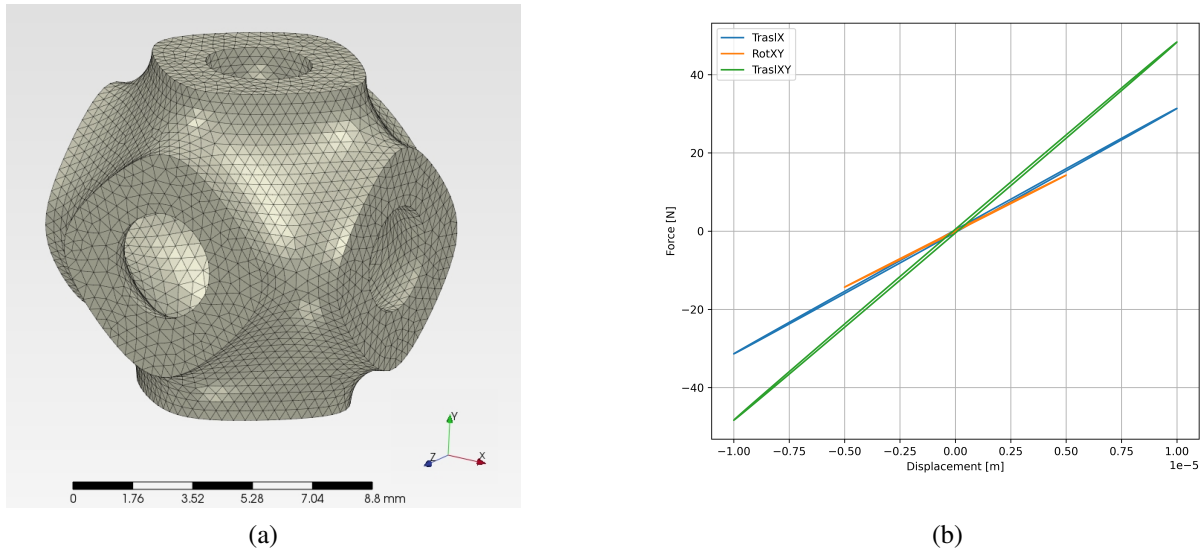 Y
Z
X
0
1.76
3.52
5.28
7.04
8.8 mm
(a)
TraslX
RotXY
TraslXY
Force [N]
40
20
0
−20
−40
−1.00
−0.75
−0.50
−0.25
0.00
0.25
0.50
0.75
1.00
1e−5
Displacement [m]
(b)